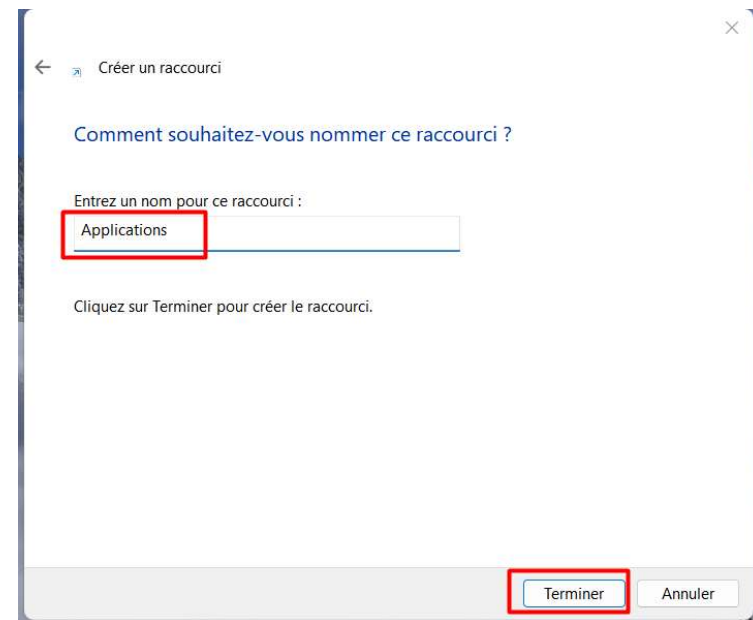 Créer un raccourci
Comment souhaitez-vous nommer ce raccourci ?
Entrez un nom pour ce raccourci :
Applications
Cliquez sur Terminer pour créer le raccourci.
Terminer
Annuler